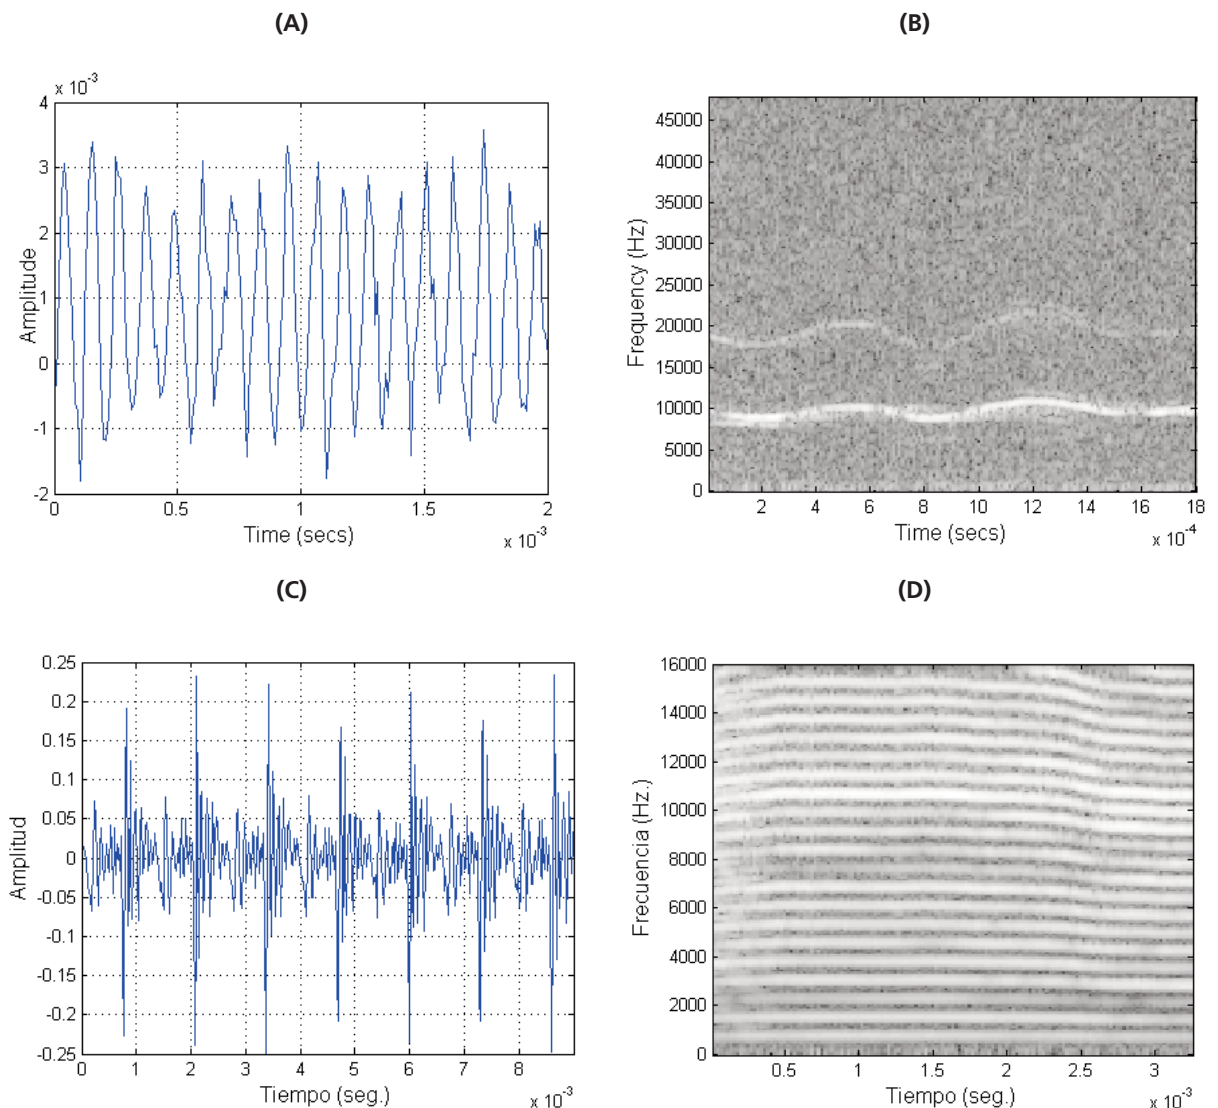 (A)
x 10^-3
4
3
2
1
0
-1
-2
Amplitude
0 0.5 1 1.5 2
Time (secs)
x 10^-3
(B)
45000
40000
35000
30000
25000
20000
15000
10000
5000
0
Frequency (Hz)
2 4 6 8 10 12 14 16 18
Time (secs)
x 10^-4
(C)
0.25
0.2
0.15
0.1
0.05
0
-0.05
-0.1
-0.15
-0.2
-0.25
Amplitud
0 1 2 3 4 5 6 7 8
Tiempo (seg.)
x 10^-3
(D)
16000
14000
12000
10000
8000
6000
4000
2000
0
Frecuencia (Hz.)
0.5 1 1.5 2 2.5 3
Tiempo (seg.)
x 10^-3